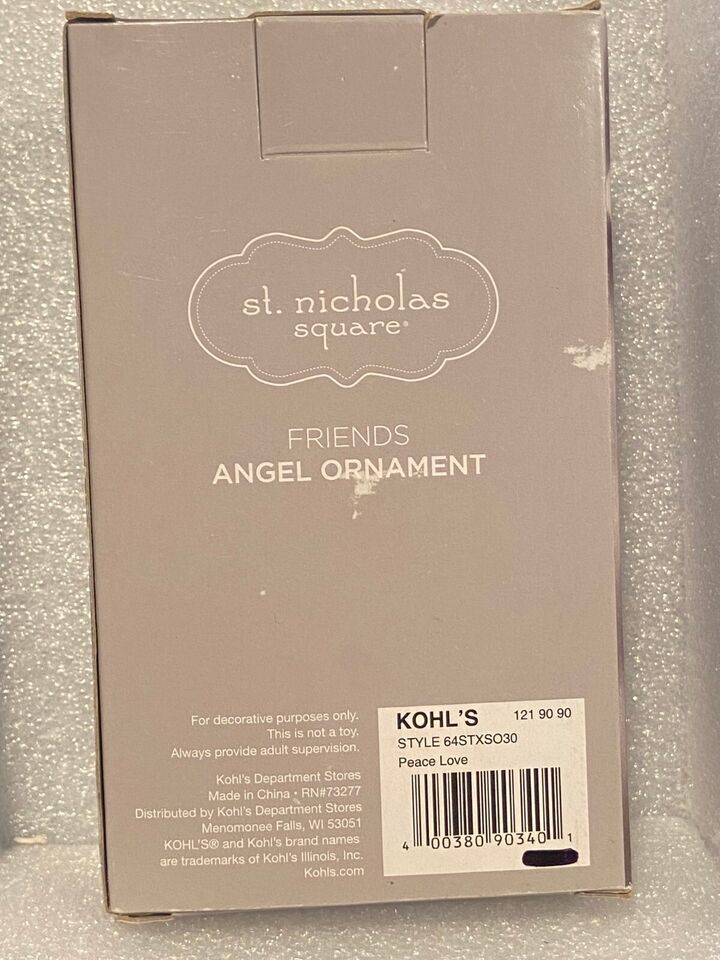 st. nicholas
square®
FRIENDS
ANGEL ORNAMENT
For decorative purposes only.
This is not a toy.
Always provide adult supervision.
Kohl's Department Stores
Made in China • RN#73277
Distributed by Kohl's Department Stores
Menomonee Falls, WI 53051
KOHL'S® and Kohl's brand names
are trademarks of Kohl's Illinois, Inc.
Kohls.com
KOHL'S 121 90 90
STYLE 64STXSO30
Peace Love
4 00380 90340 1